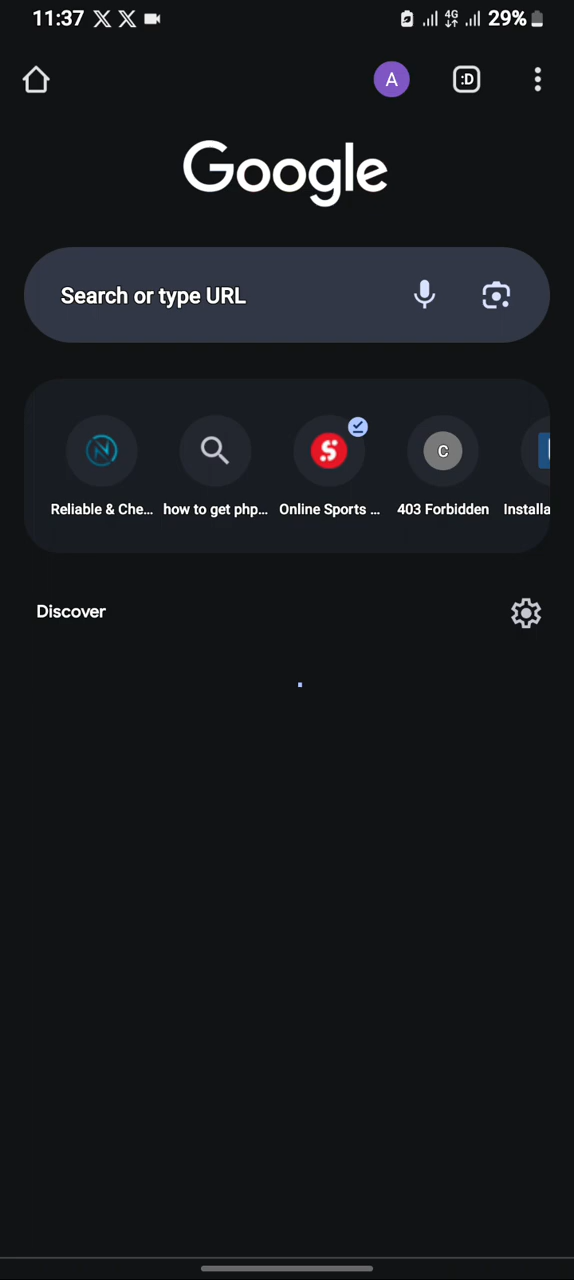 11:37 4G 29%
A :D
Google
Search or type URL
C
Reliable & Che... how to get php... Online Sports ... 403 Forbidden Installa
Discover